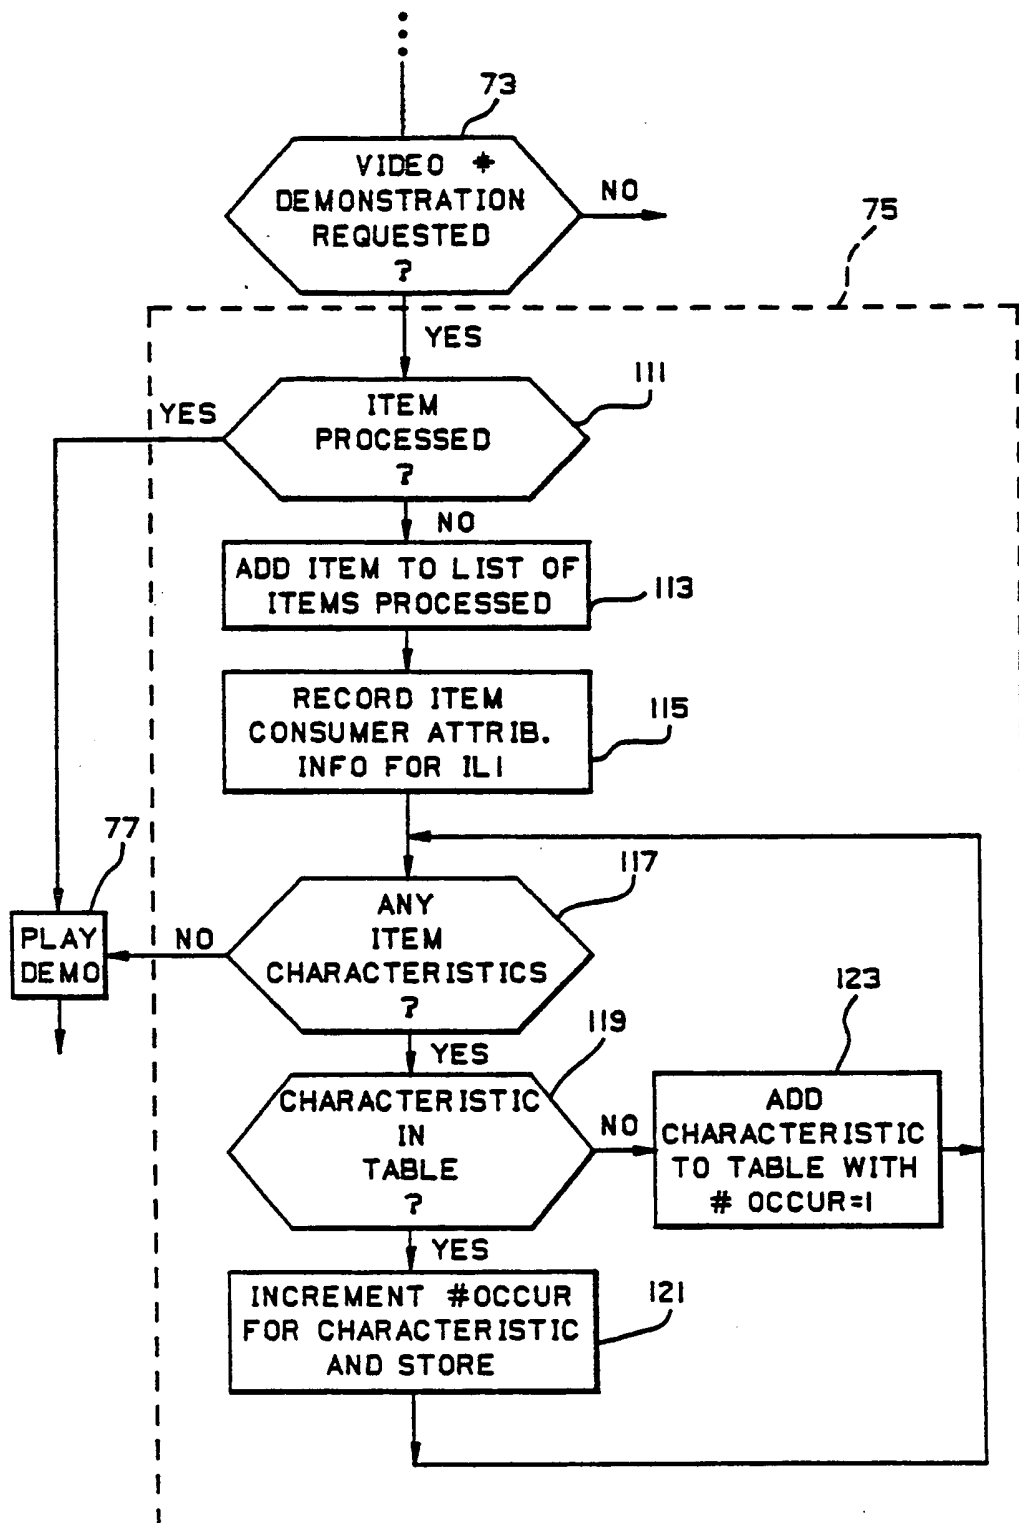 73
VIDEO *
DEMONSTRATION
REQUESTED
?
NO
75
YES
111
ITEM
PROCESSED
?
YES
NO
ADD ITEM TO LIST OF
ITEMS PROCESSED
113
RECORD ITEM
CONSUMER ATTRIB.
INFO FOR ILI
115
77
PLAY
DEMO
117
ANY
ITEM
CHARACTERISTICS
?
NO
YES
119
CHARACTERISTIC
IN
TABLE
?
NO
123
ADD
CHARACTERISTIC
TO TABLE WITH
# OCCUR=1
YES
INCREMENT #OCCUR
FOR CHARACTERISTIC
AND STORE
121